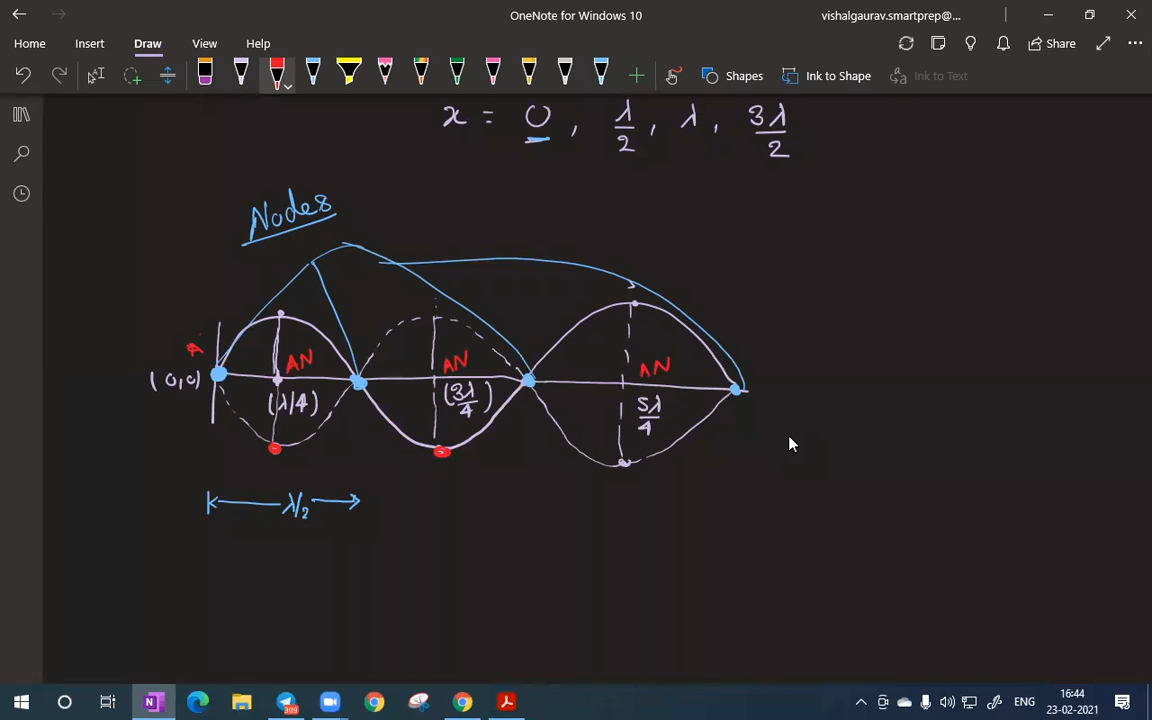 OneNote for Windows 10
vishalgaurav.smartprep@...
Home Insert Draw View Help
Share
Shapes Ink to Shape Ink to Text
x = 0, λ/2, λ, 3λ/2
Nodes
AN AN AN
(0,0) (λ/4) (3λ/4) 5λ/4
λ/2
309
ENG
16:44
23-02-2021